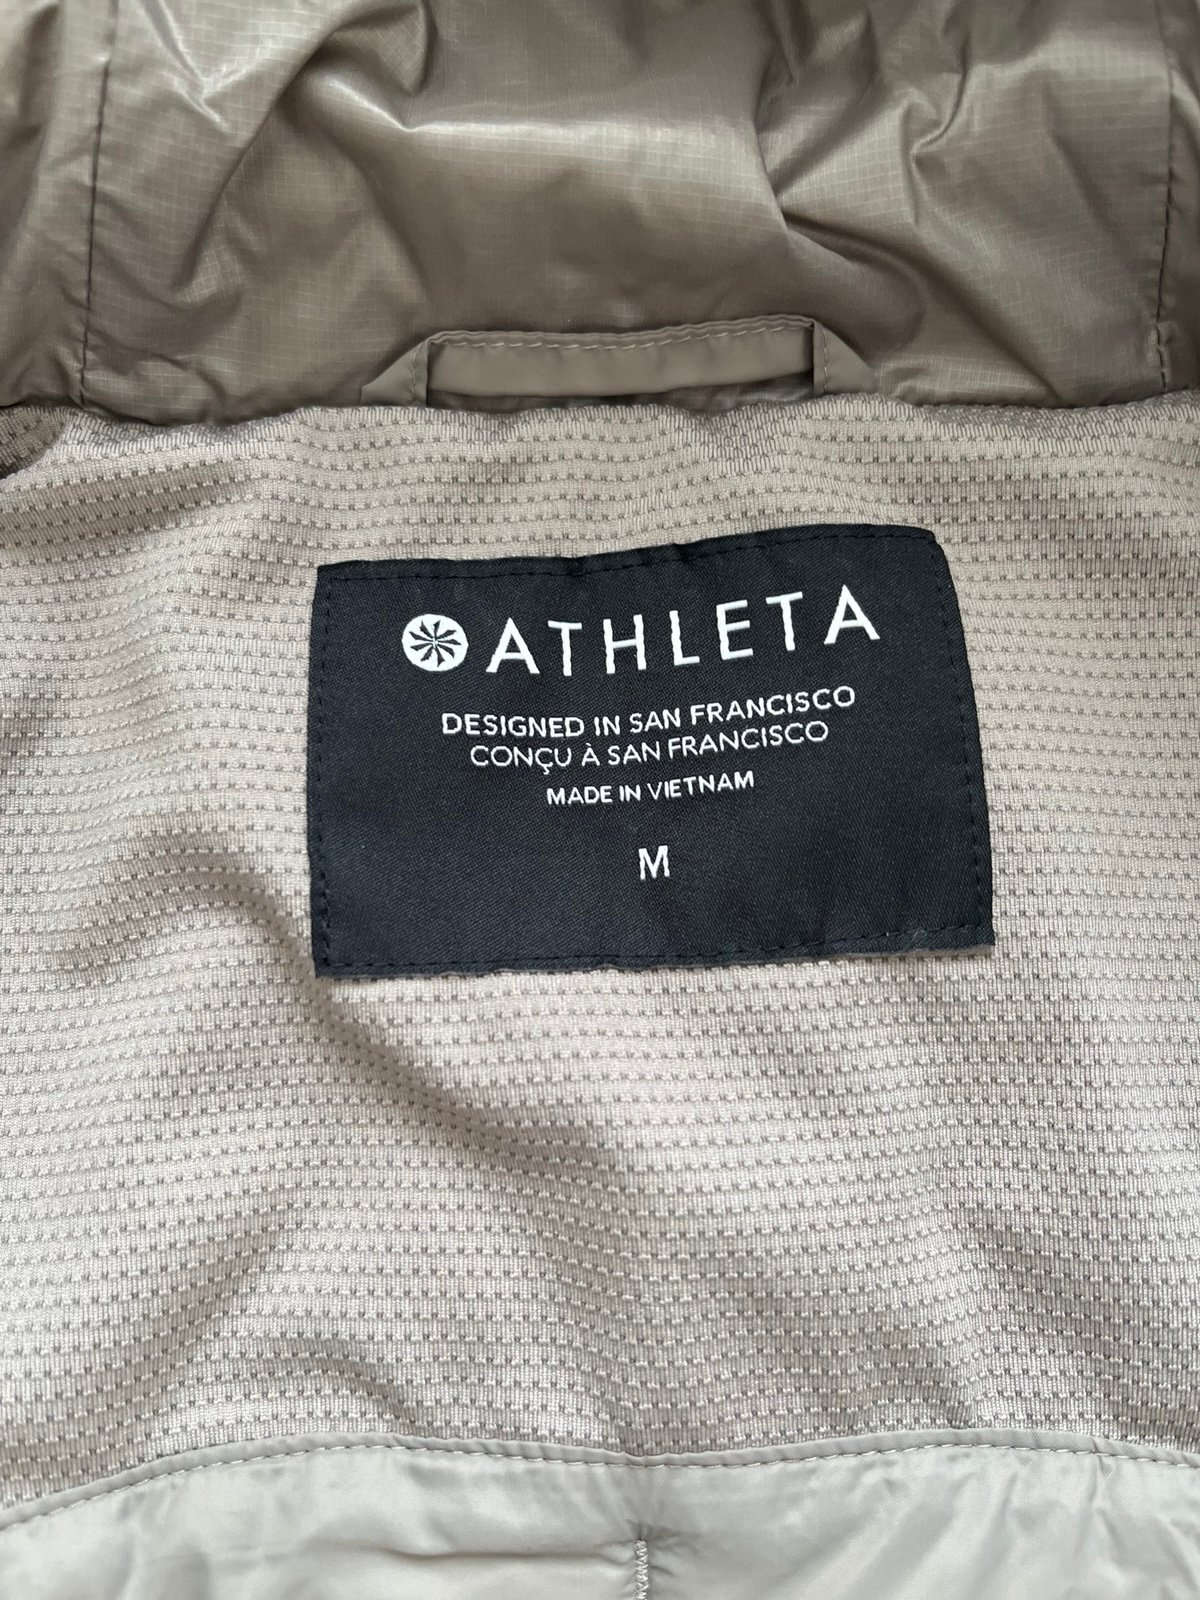 ATHLETA
DESIGNED IN SAN FRANCISCO
CONÇU À SAN FRANCISCO
MADE IN VIETNAM
M